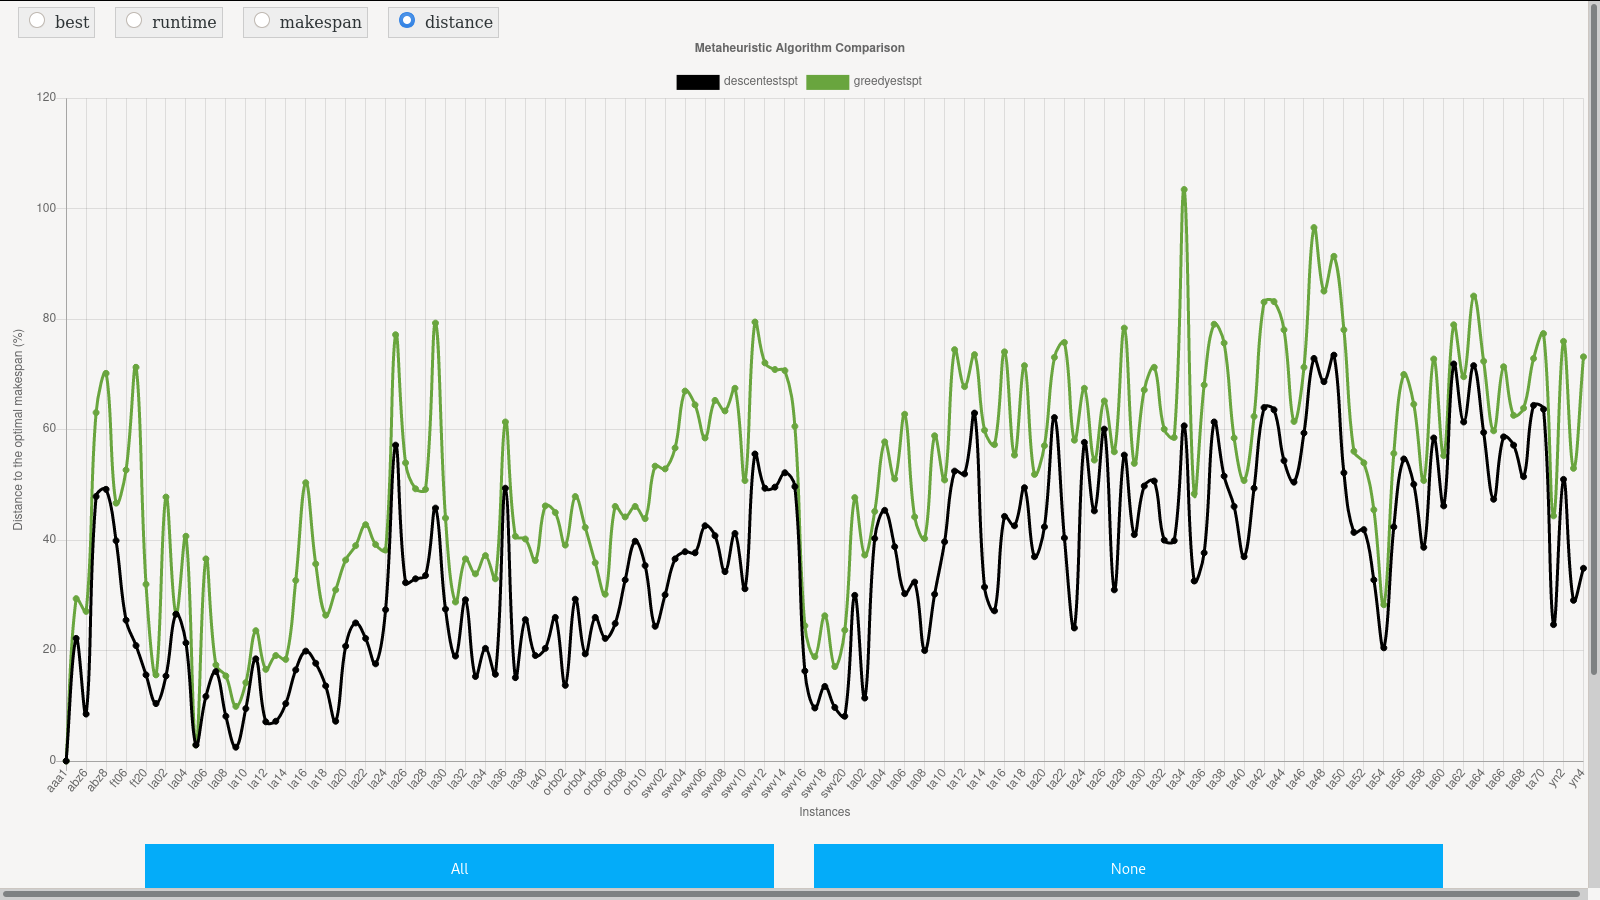 best runtime makespan distance
Metaheuristic Algorithm Comparison
descentestspt greedyestspt
120
100
80
60
40
20
0
Distance to the optimal makespan (%)
aaa1 abz6 abz8 ft06 ft20 la02 la04 la06 la08 la10 la12 la14 la16 la18 la20 la22 la24 la26 la28 la30 la32 la34 la36 la38 la40 orb02 orb04 orb06 orb08 orb10 swv02 swv04 swv06 swv08 swv10 swv12 swv14 swv16 swv18 swv20 ta02 ta04 ta06 ta08 ta10 ta12 ta14 ta16 ta18 ta20 ta22 ta24 ta26 ta28 ta30 ta32 ta34 ta36 ta38 ta40 ta42 ta44 ta46 ta48 ta50 ta52 ta54 ta56 ta58 ta60 ta62 ta64 ta66 ta68 ta70 yn2 yn4
Instances
All None